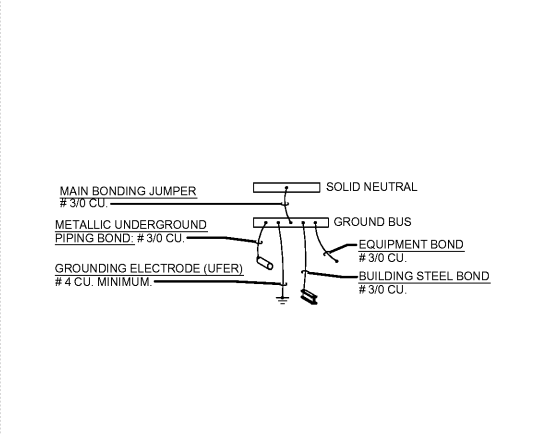 SOLID NEUTRAL
MAIN BONDING JUMPER
# 3/0 CU.
GROUND BUS
METALLIC UNDERGROUND
PIPING BOND: # 3/0 CU.
EQUIPMENT BOND
# 3/0 CU.
GROUNDING ELECTRODE (UFER)
# 4 CU. MINIMUM.
BUILDING STEEL BOND
# 3/0 CU.